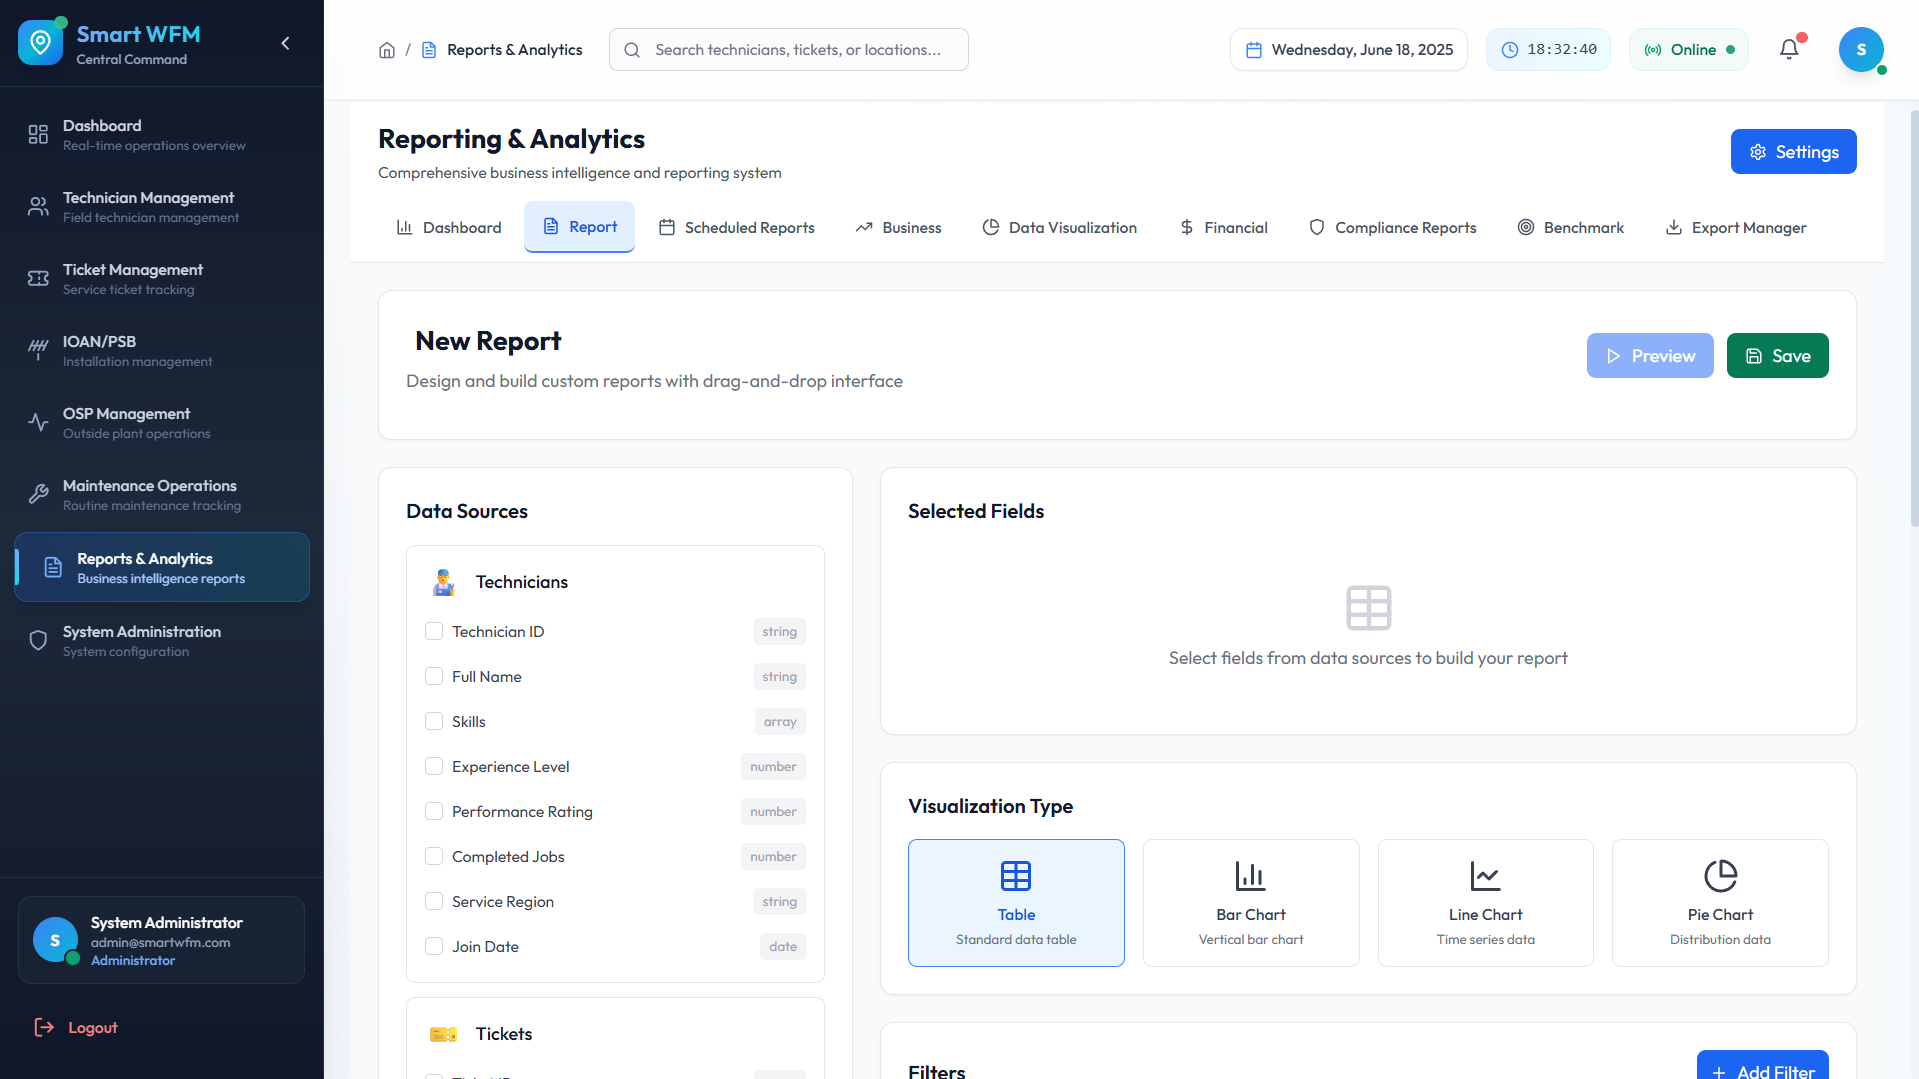 Smart WFM
Central Command
Dashboard
Real-time operations overview
Technician Management
Field technician management
Ticket Management
Service ticket tracking
IOAN/PSB
Installation management
OSP Management
Outside plant operations
Maintenance Operations
Routine maintenance tracking
Reports & Analytics
Business intelligence reports
System Administration
System configuration
S
System Administrator
admin@smartwfm.com
Administrator
Logout
/ Reports & Analytics
Search technicians, tickets, or locations...
Wednesday, June 18, 2025
18:32:40
Online
S
Reporting & Analytics
Comprehensive business intelligence and reporting system
Settings
Dashboard
Report
Scheduled Reports
Business
Data Visualization
Financial
Compliance Reports
Benchmark
Export Manager
New Report
Design and build custom reports with drag-and-drop interface
Preview
Save
Data Sources
Technicians
Technician ID string
Full Name string
Skills array
Experience Level number
Performance Rating number
Completed Jobs number
Service Region string
Join Date date
Tickets
Selected Fields
Select fields from data sources to build your report
Visualization Type
Table
Standard data table
Bar Chart
Vertical bar chart
Line Chart
Time series data
Pie Chart
Distribution data
Filters
Add Filter